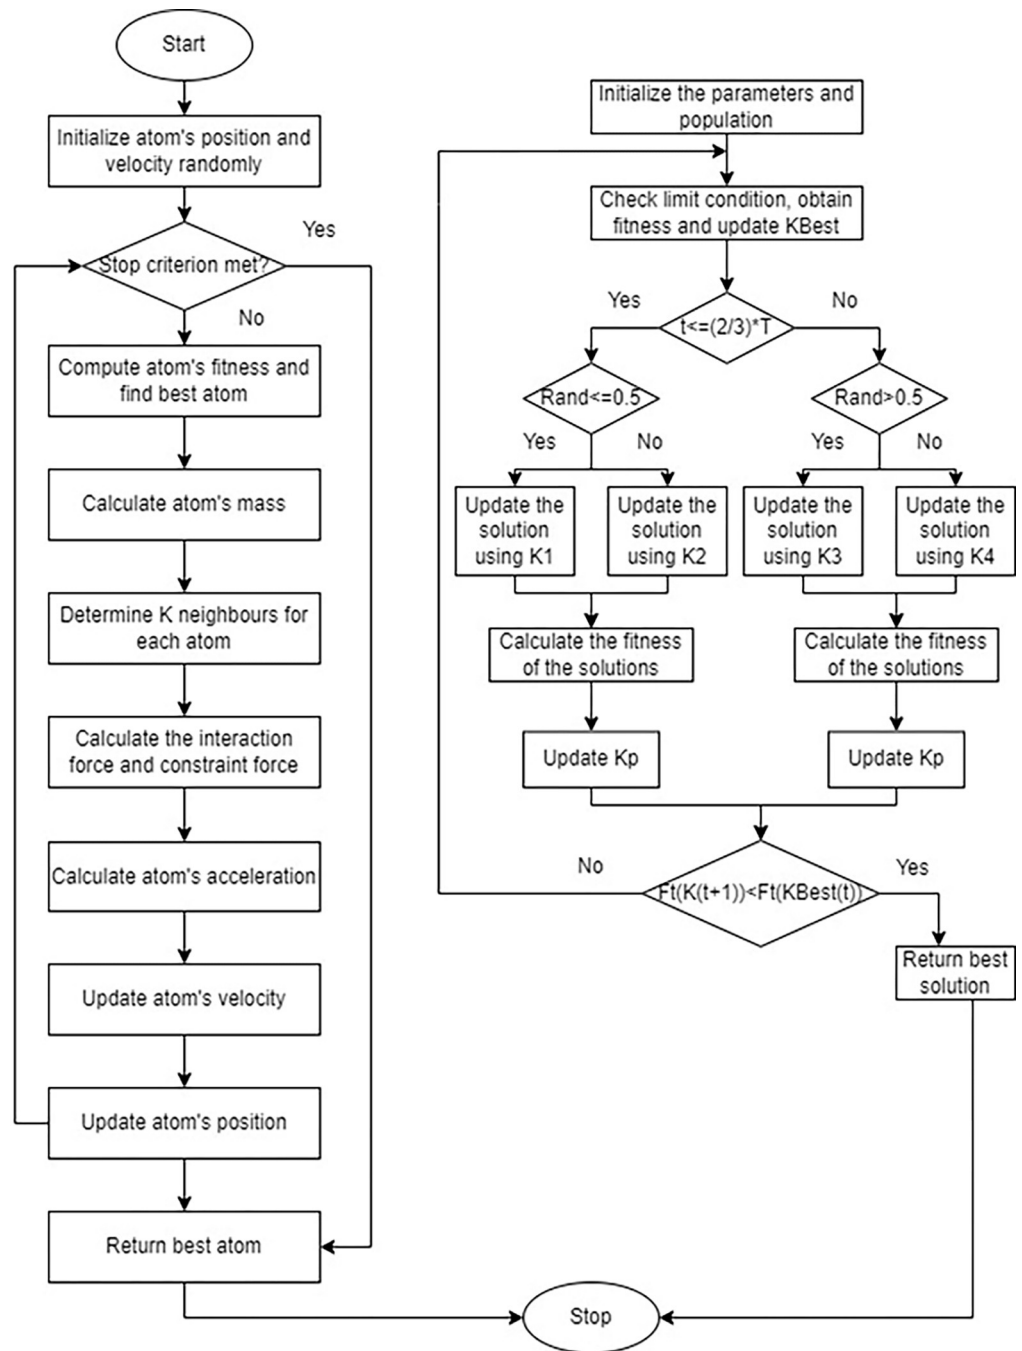 Start
Initialize atom's position and
velocity randomly
Yes
Stop criterion met?
No
Compute atom's fitness and
find best atom
Calculate atom's mass
Determine K neighbours for
each atom
Calculate the interaction
force and constraint force
Calculate atom's acceleration
Update atom's velocity
Update atom's position
Return best atom
Initialize the parameters and
population
Check limit condition, obtain
fitness and update KBest
Yes
No
t<=(2/3)*T
Rand<=0.5
Rand>0.5
Yes
No
Yes
No
Update the
solution
using K1
Update the
solution
using K2
Update the
solution
using K3
Update the
solution
using K4
Calculate the fitness
of the solutions
Calculate the fitness
of the solutions
Update Kp
Update Kp
No
Yes
Ft(K(t+1))<Ft(KBest(t))
Return best
solution
Stop